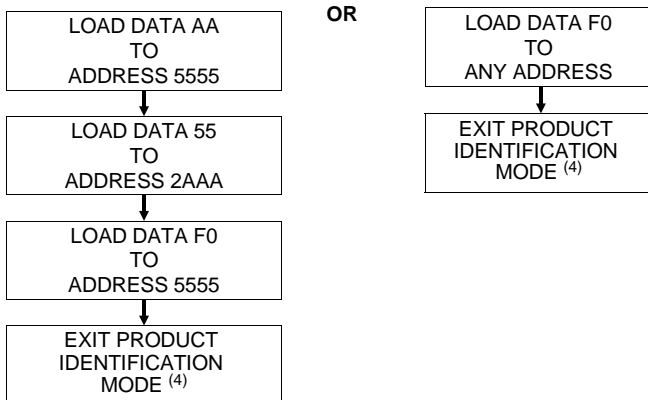 LOAD DATA AA
TO
ADDRESS 5555
LOAD DATA 55
TO
ADDRESS 2AAA
LOAD DATA F0
TO
ADDRESS 5555
EXIT PRODUCT
IDENTIFICATION
MODE (4)
OR
LOAD DATA F0
TO
ANY ADDRESS
EXIT PRODUCT
IDENTIFICATION
MODE (4)